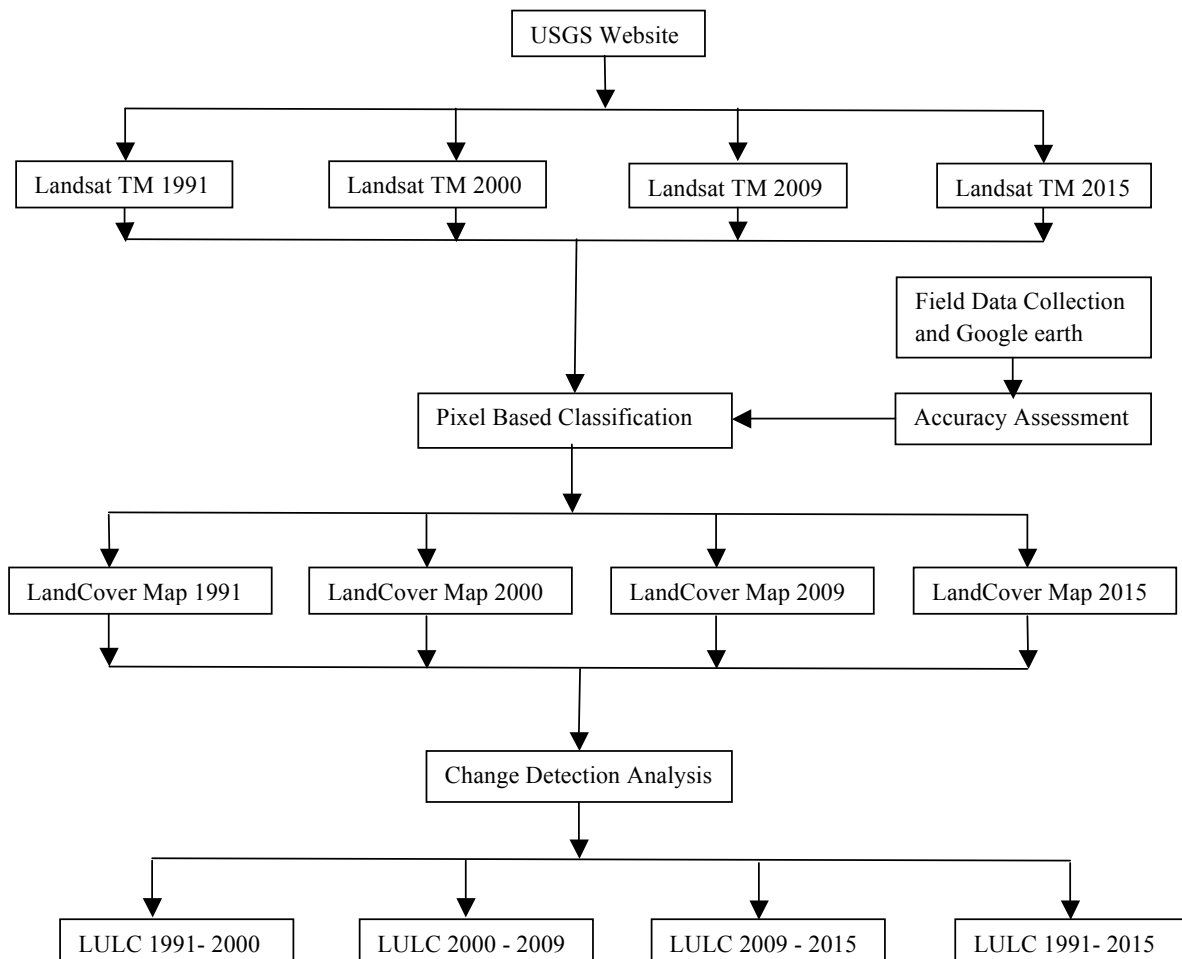 USGS Website
Landsat TM 1991
Landsat TM 2000
Landsat TM 2009
Landsat TM 2015
Field Data Collection
and Google earth
Pixel Based Classification
Accuracy Assessment
LandCover Map 1991
LandCover Map 2000
LandCover Map 2009
LandCover Map 2015
Change Detection Analysis
LULC 1991- 2000
LULC 2000 - 2009
LULC 2009 - 2015
LULC 1991- 2015